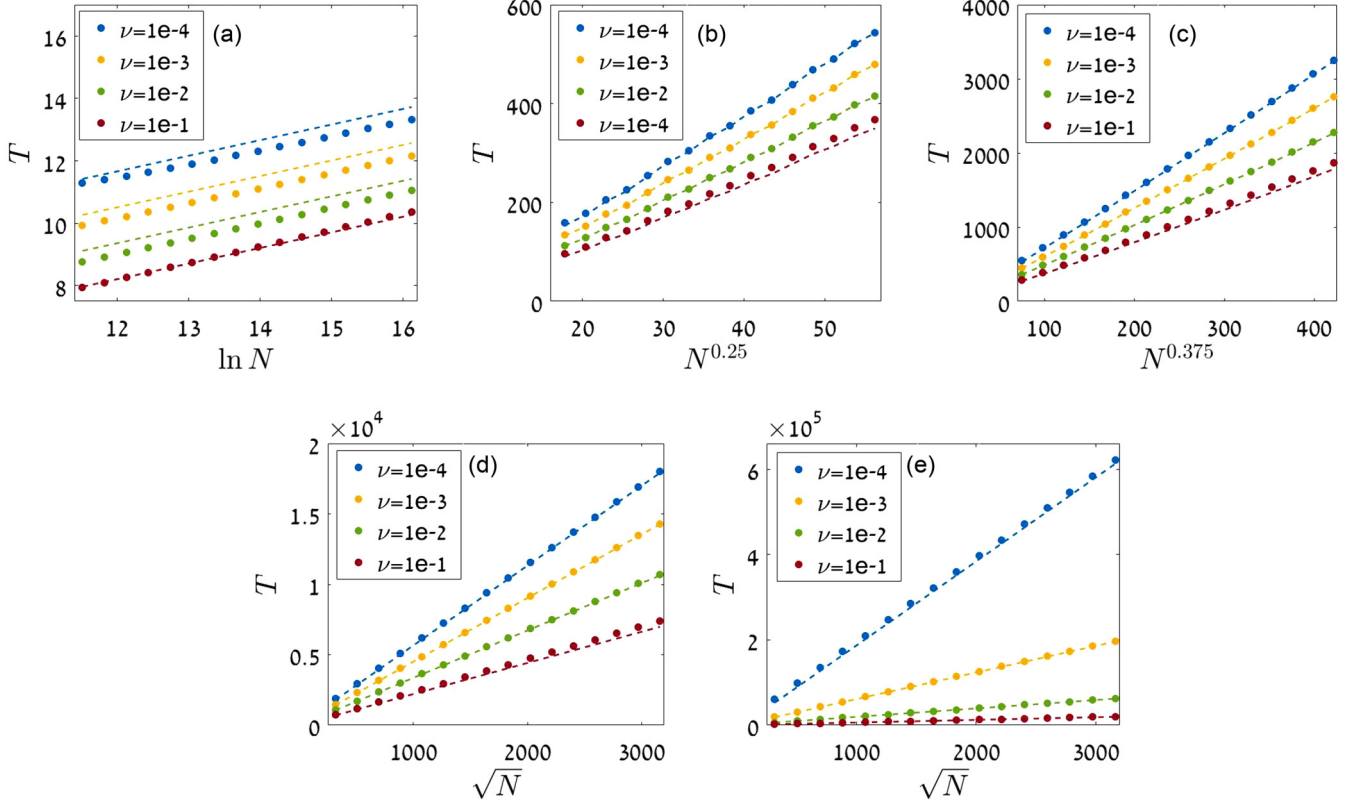 (a)
ν=1e-4
ν=1e-3
ν=1e-2
ν=1e-1
16
14
12
10
8
T
12 13 14 15 16
ln N
(b)
ν=1e-4
ν=1e-3
ν=1e-2
ν=1e-4
600
400
200
0
T
20 30 40 50
N^0.25
(c)
ν=1e-4
ν=1e-3
ν=1e-2
ν=1e-1
4000
3000
2000
1000
0
T
100 200 300 400
N^0.375
×10^4
(d)
ν=1e-4
ν=1e-3
ν=1e-2
ν=1e-1
2
1.5
1
0.5
0
T
1000 2000 3000
√N
×10^5
(e)
ν=1e-4
ν=1e-3
ν=1e-2
ν=1e-1
6
4
2
0
T
1000 2000 3000
√N